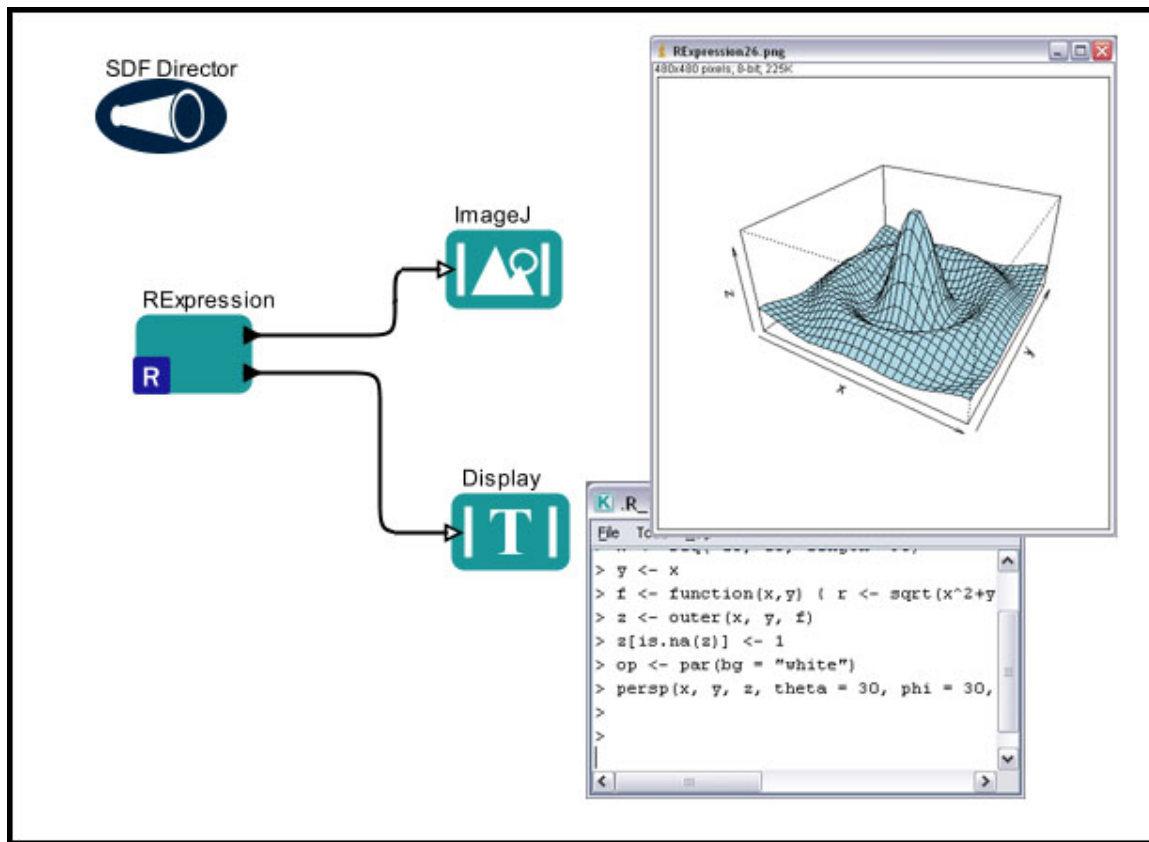 SDF Director
RExpression26.png
480x480 pixels; 8-bit; 225K
ImageJ
RExpression
R
z
x
y
Display
T
K .R_
File
> y <- x
> f <- function(x,y) { r <- sqrt(x^2+y
> z <- outer(x, y, f)
> z[is.na(z)] <- 1
> op <- par(bg = "white")
> persp(x, y, z, theta = 30, phi = 30,
>
>